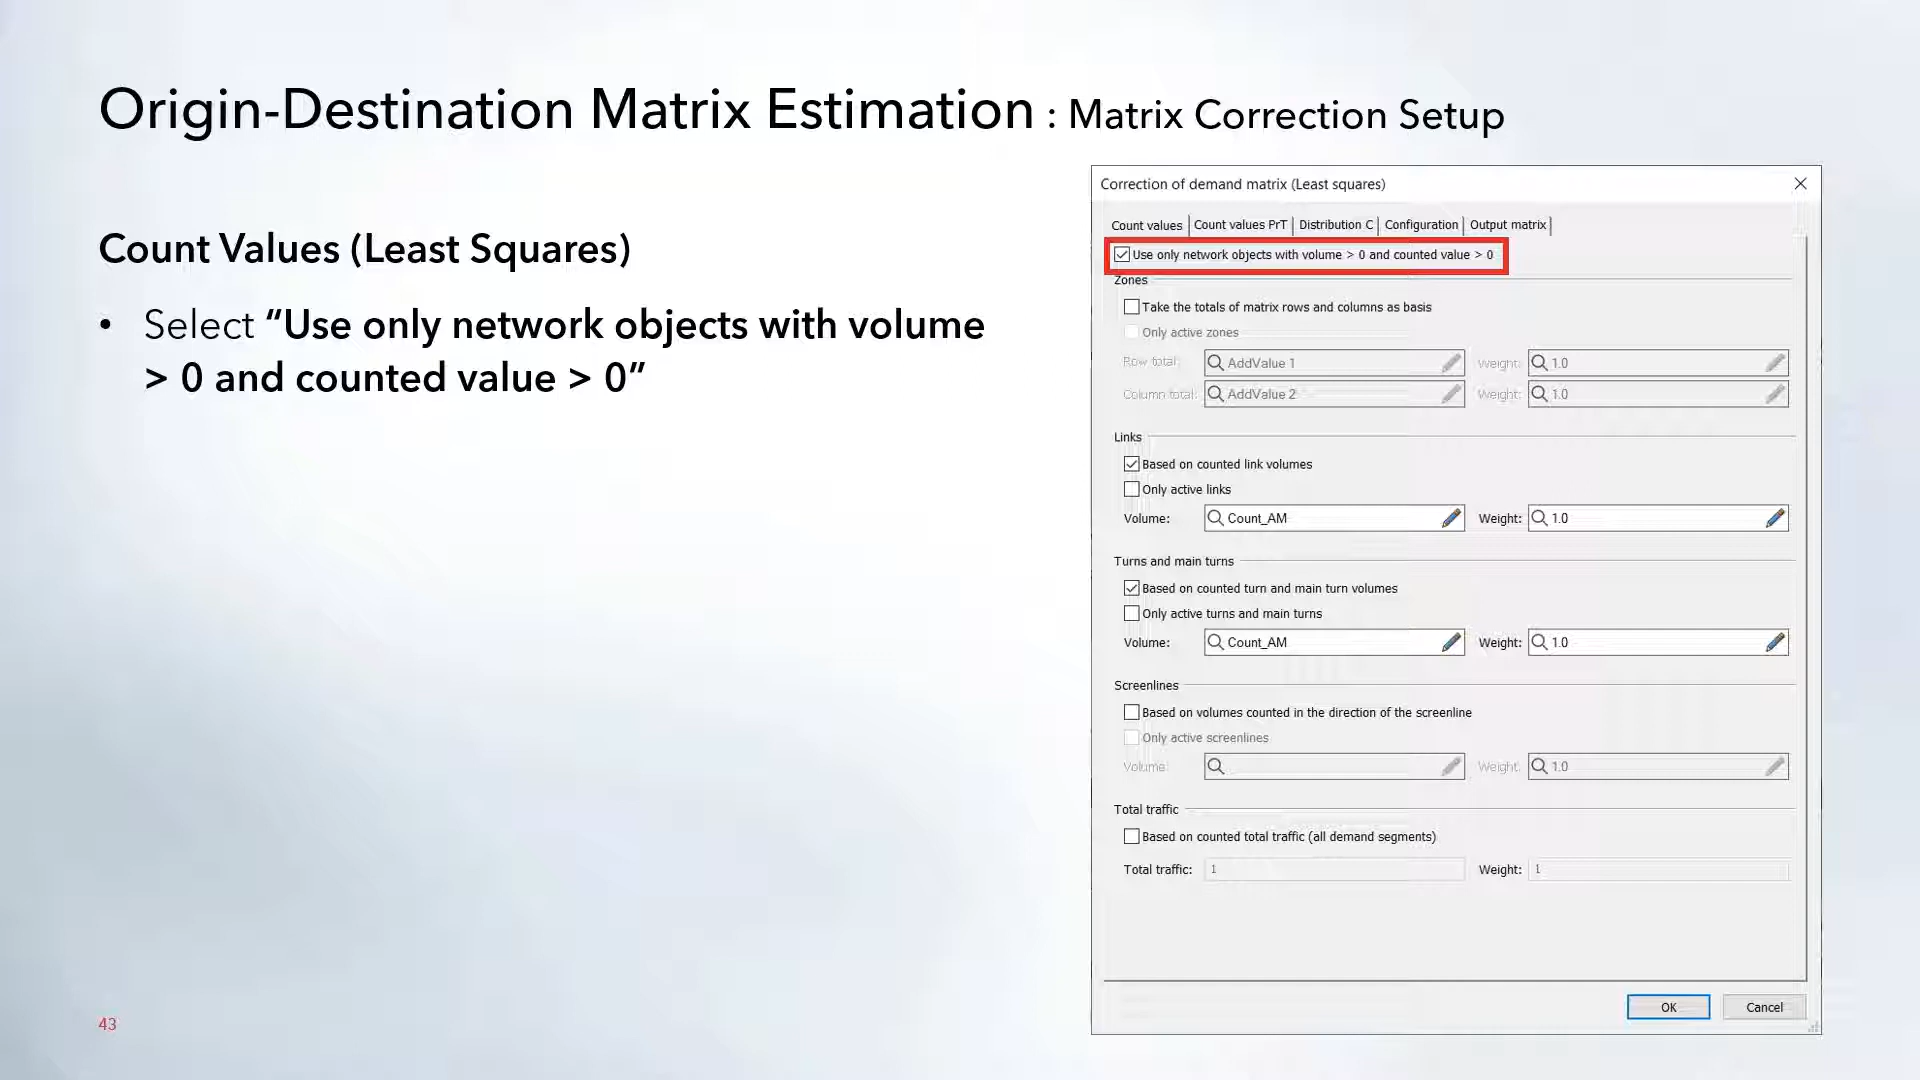 Origin-Destination Matrix Estimation : Matrix Correction Setup
Count Values (Least Squares)
• Select “Use only network objects with volume
> 0 and counted value > 0”
43
Correction of demand matrix (Least squares)
Count values Count values PrT Distribution C Configuration Output matrix
Use only network objects with volume > 0 and counted value > 0
Zones
Take the totals of matrix rows and columns as basis
Only active zones
Row total: AddValue 1 Weight: 1.0
Column total: AddValue 2 Weight: 1.0
Links
Based on counted link volumes
Only active links
Volume: Count_AM Weight: 1.0
Turns and main turns
Based on counted turn and main turn volumes
Only active turns and main turns
Volume: Count_AM Weight: 1.0
Screenlines
Based on volumes counted in the direction of the screenline
Only active screenlines
Volume: Weight: 1.0
Total traffic
Based on counted total traffic (all demand segments)
Total traffic: 1 Weight: 1
OK Cancel